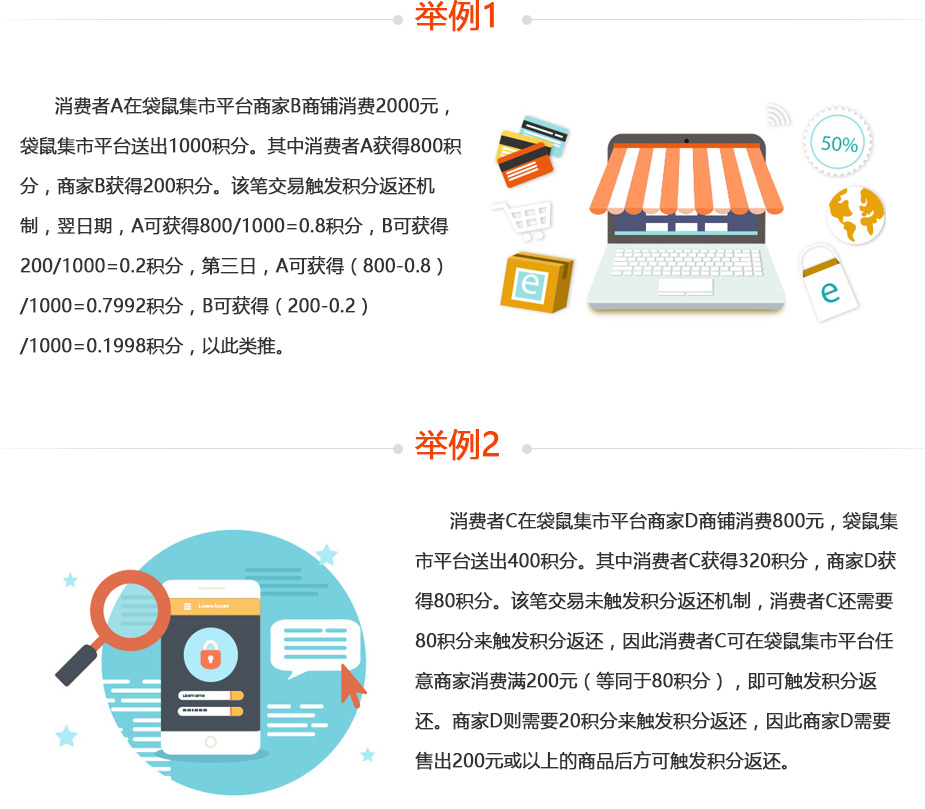 举例1
消费者A在袋鼠集市平台商家B商铺消费2000元，
袋鼠集市平台送出1000积分。其中消费者A获得800积
分，商家B获得200积分。该笔交易触发积分返还机
制，翌日期，A可获得800/1000=0.8积分，B可获得
200/1000=0.2积分，第三日，A可获得（800-0.8）
/1000=0.7992积分，B可获得（200-0.2）
/1000=0.1998积分，以此类推。
50%
e
e
举例2
消费者C在袋鼠集市平台商家D商铺消费800元，袋鼠集
市平台送出400积分。其中消费者C获得320积分，商家D获
得80积分。该笔交易未触发积分返还机制，消费者C还需要
80积分来触发积分返还，因此消费者C可在袋鼠集市平台任
意商家消费满200元（等同于80积分），即可触发积分返
还。商家D则需要20积分来触发积分返还，因此商家D需要
售出200元或以上的商品后方可触发积分返还。
Lorem Ipsum
username